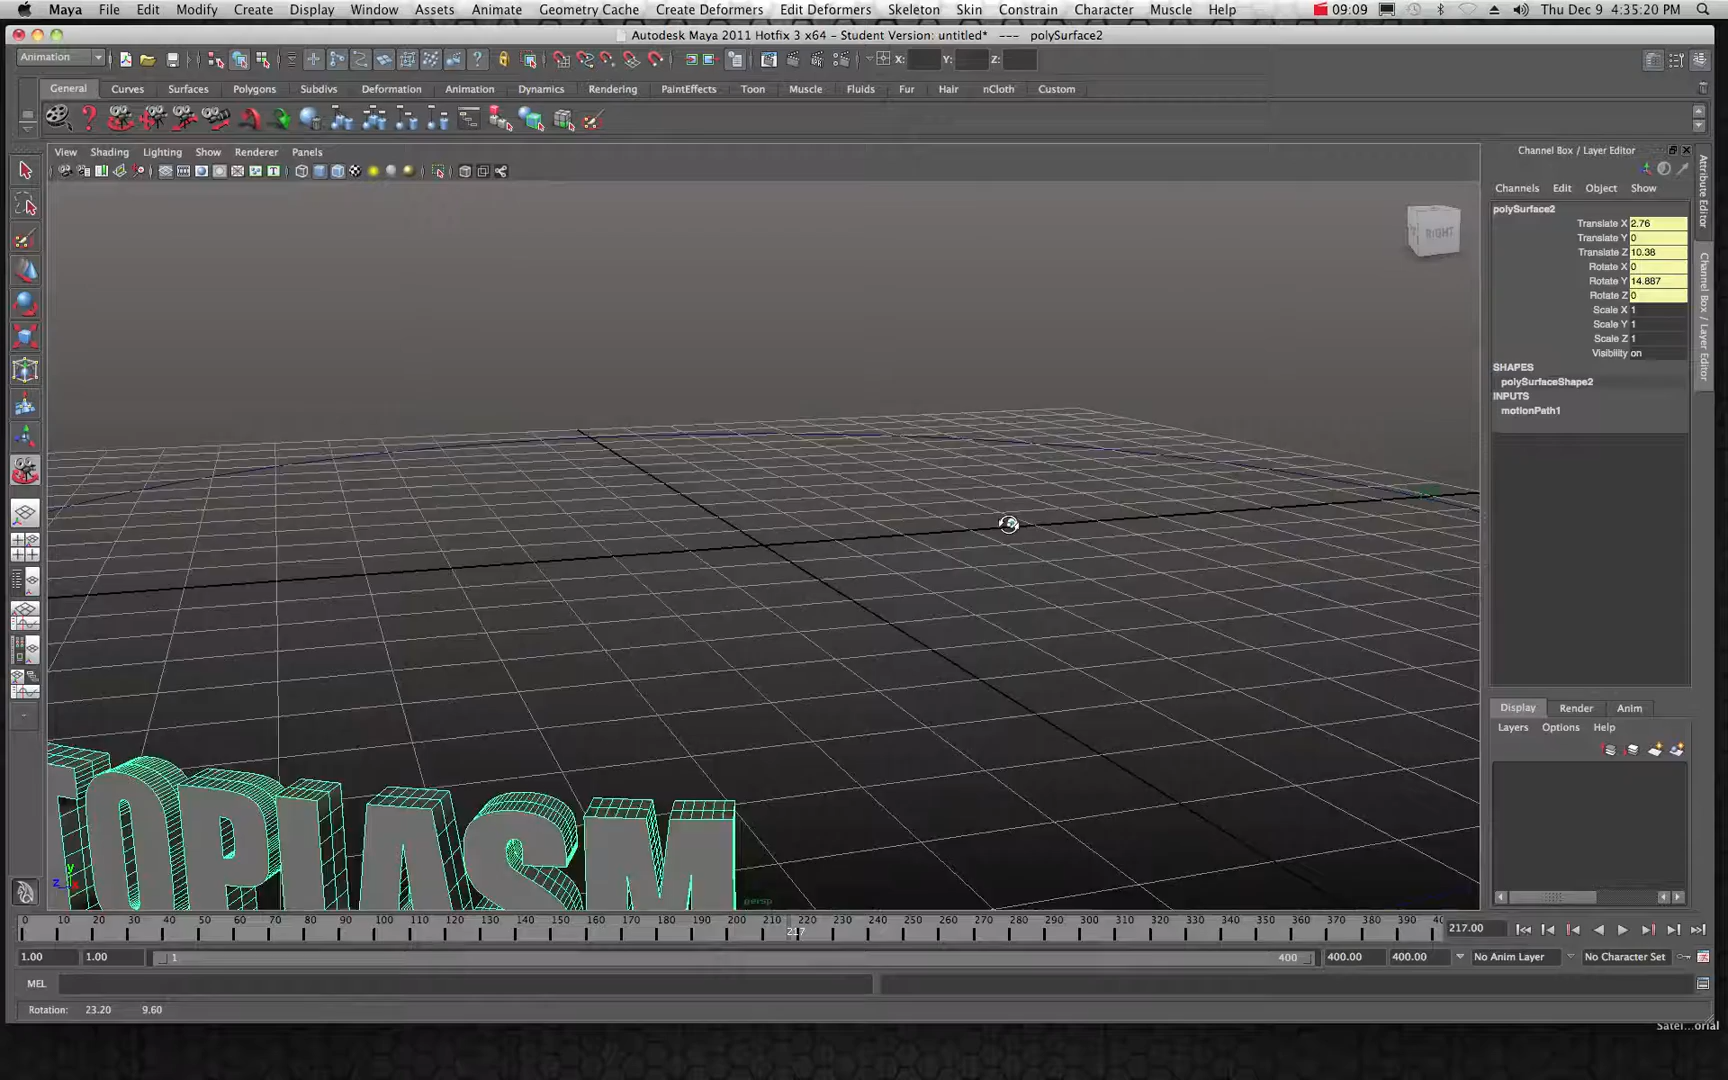 Maya File Edit Modify Create Display Window Assets Animate Geometry Cache Create Deformers Edit Deformers Skeleton Skin Constrain Character Muscle Help 09:09 Thu Dec 9 4:35:20 PM
Autodesk Maya 2011 Hotfix 3 x64 - Student Version: untitled* --- polySurface2
Animation X: Y: Z:
General Curves Surfaces Polygons Subdivs Deformation Animation Dynamics Rendering PaintEffects Toon Muscle Fluids Fur Hair nCloth Custom
View Shading Lighting Show Renderer Panels
Channel Box / Layer Editor
Channels Edit Object Show
polySurface2
Translate X 2.76
Translate Y 0
Translate Z 10.38
Rotate X 0
Rotate Y 14.887
Rotate Z 0
Scale X 1
Scale Y 1
Scale Z 1
Visibility on
SHAPES
polySurfaceShape2
INPUTS
motionPath1
Attribute Editor
Channel Box / Layer Editor
RIGHT
Display Render Anim
Layers Options Help
TOPLASM
y
z x
persp
0 10 20 30 40 50 60 70 80 90 100 110 120 130 140 150 160 170 180 190 200 210 220 230 240 250 260 270 280 290 300 310 320 330 340 350 360 370 380 390 40
217
217.00
1.00 1.00 1 400 400.00 400.00 No Anim Layer No Character Set
MEL
Rotation: 23.20 9.60
Satel...orial